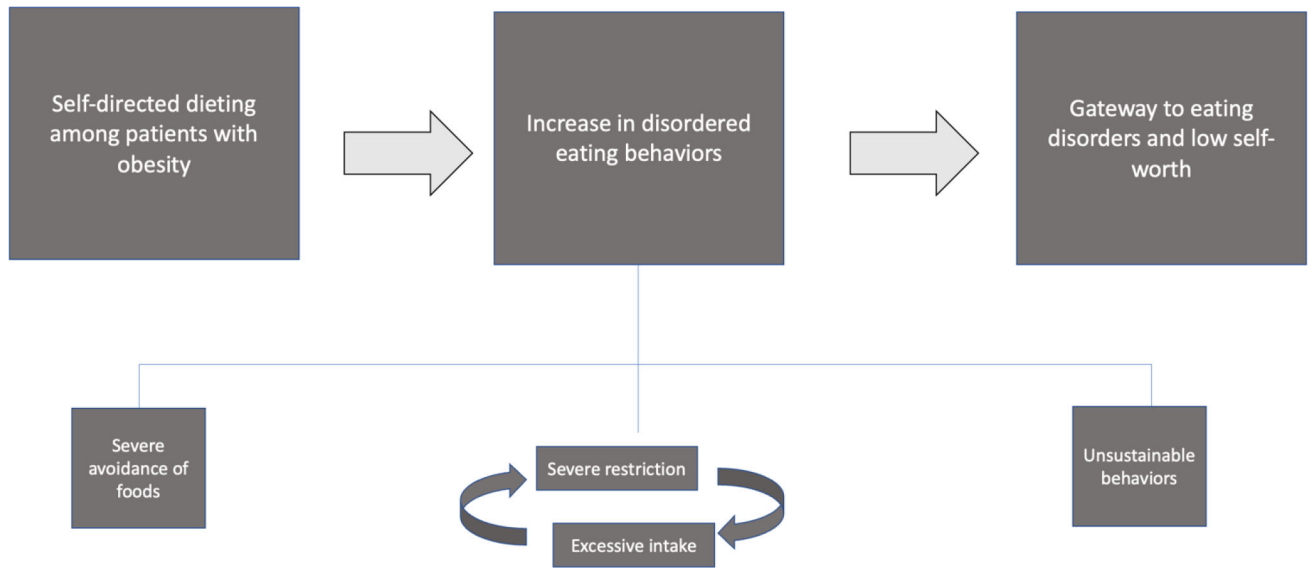 Self-directed dieting
among patients with
obesity
Increase in disordered
eating behaviors
Gateway to eating
disorders and low self-
worth
Severe
avoidance of
foods
Severe restriction
Excessive intake
Unsustainable
behaviors